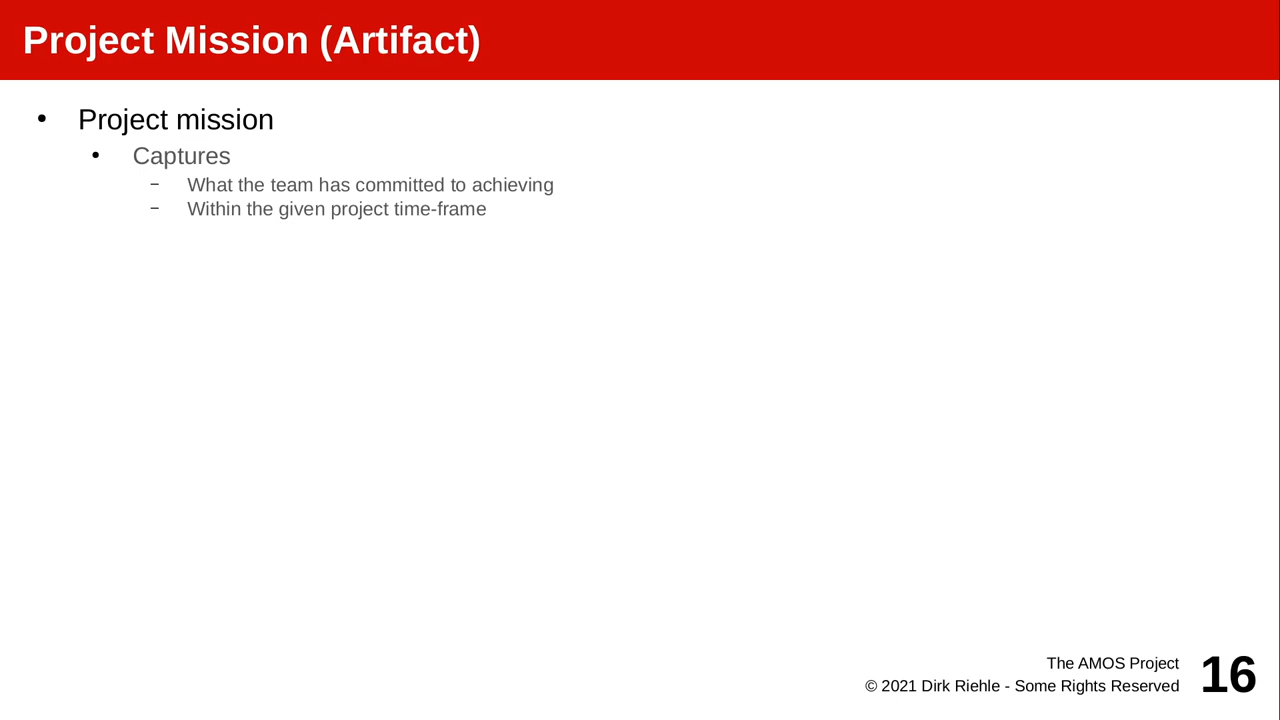 Project Mission (Artifact)
• Project mission
• Captures
– What the team has committed to achieving
– Within the given project time-frame
The AMOS Project
© 2021 Dirk Riehle - Some Rights Reserved
16